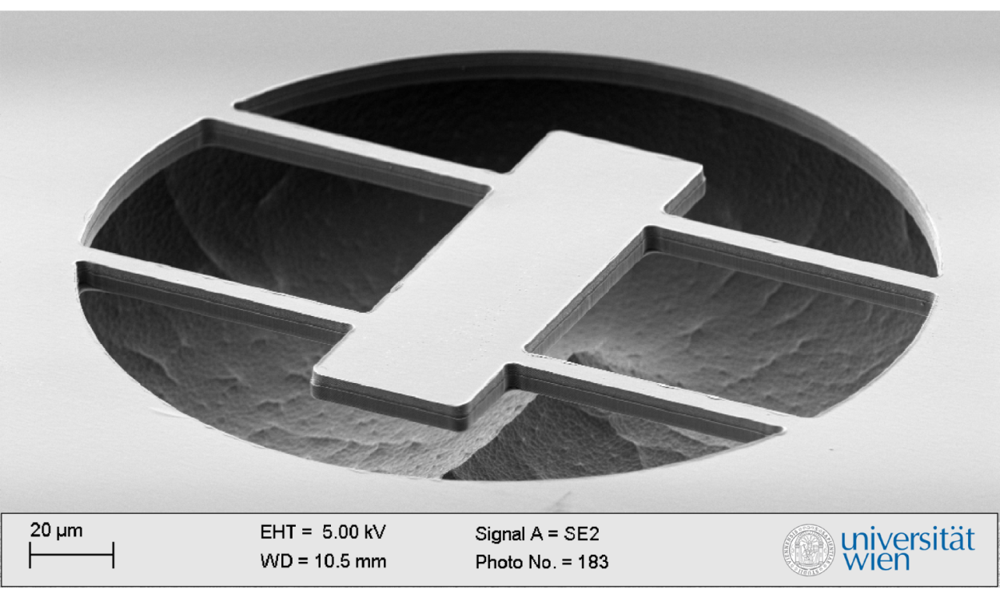 20 µm
EHT = 5.00 kV
WD = 10.5 mm
Signal A = SE2
Photo No. = 183
universität
wien